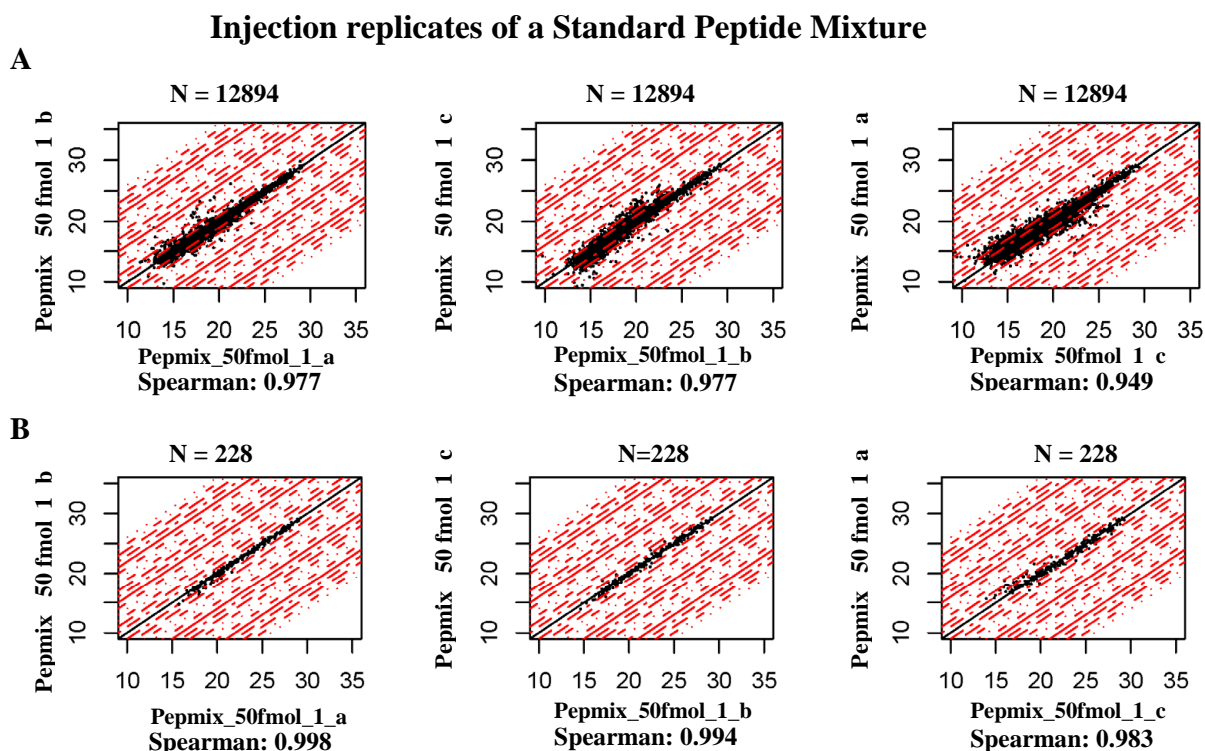 Injection replicates of a Standard Peptide Mixture
A
N = 12894
N = 12894
N = 12894
Pepmix 50 fmol 1 b
10 20 30
10 15 20 25 30 35
Pepmix_50fmol_1_a
Spearman: 0.977
Pepmix 50 fmol 1 c
10 20 30
10 15 20 25 30 35
Pepmix_50fmol_1_b
Spearman: 0.977
Pepmix 50 fmol 1 a
10 20 30
10 15 20 25 30 35
Pepmix 50fmol 1 c
Spearman: 0.949
B
N = 228
N=228
N = 228
Pepmix 50 fmol 1 b
10 20 30
10 15 20 25 30 35
Pepmix_50fmol_1_a
Spearman: 0.998
Pepmix 50 fmol 1 c
10 20 30
10 15 20 25 30 35
Pepmix_50fmol_1_b
Spearman: 0.994
Pepmix 50 fmol 1 a
10 20 30
10 15 20 25 30 35
Pepmix_50fmol_1_c
Spearman: 0.983